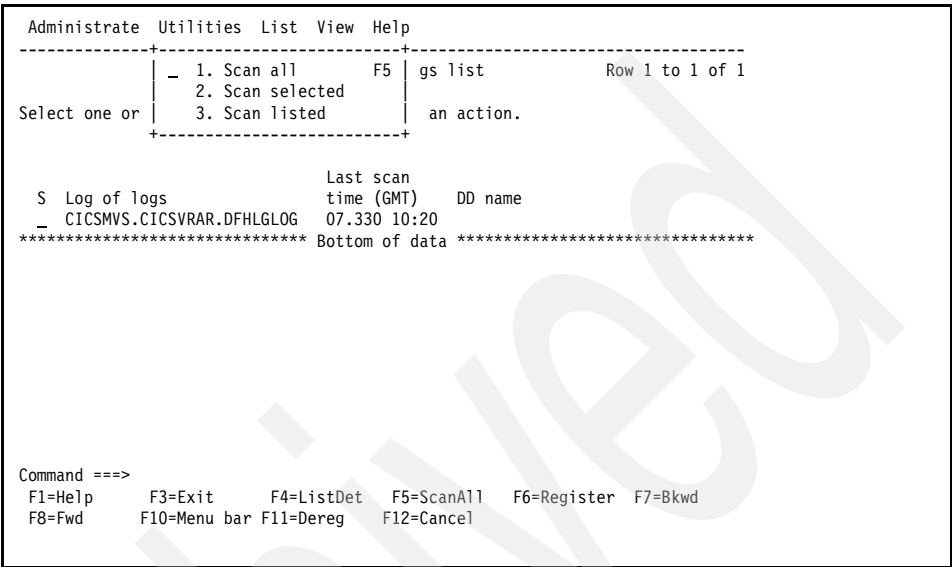 Administrate Utilities List View Help
--------------+--------------------------+------------------------------------
| _ 1. Scan all F5 | gs list Row 1 to 1 of 1
| 2. Scan selected |
Select one or | 3. Scan listed | an action.
+--------------------------+
Last scan
S Log of logs time (GMT) DD name
_ CICSMVS.CICSVRAR.DFHLGLOG 07.330 10:20
******************************* Bottom of data ********************************
Command ===>
F1=Help F3=Exit F4=ListDet F5=ScanAll F6=Register F7=Bkwd
F8=Fwd F10=Menu bar F11=Dereg F12=Cancel